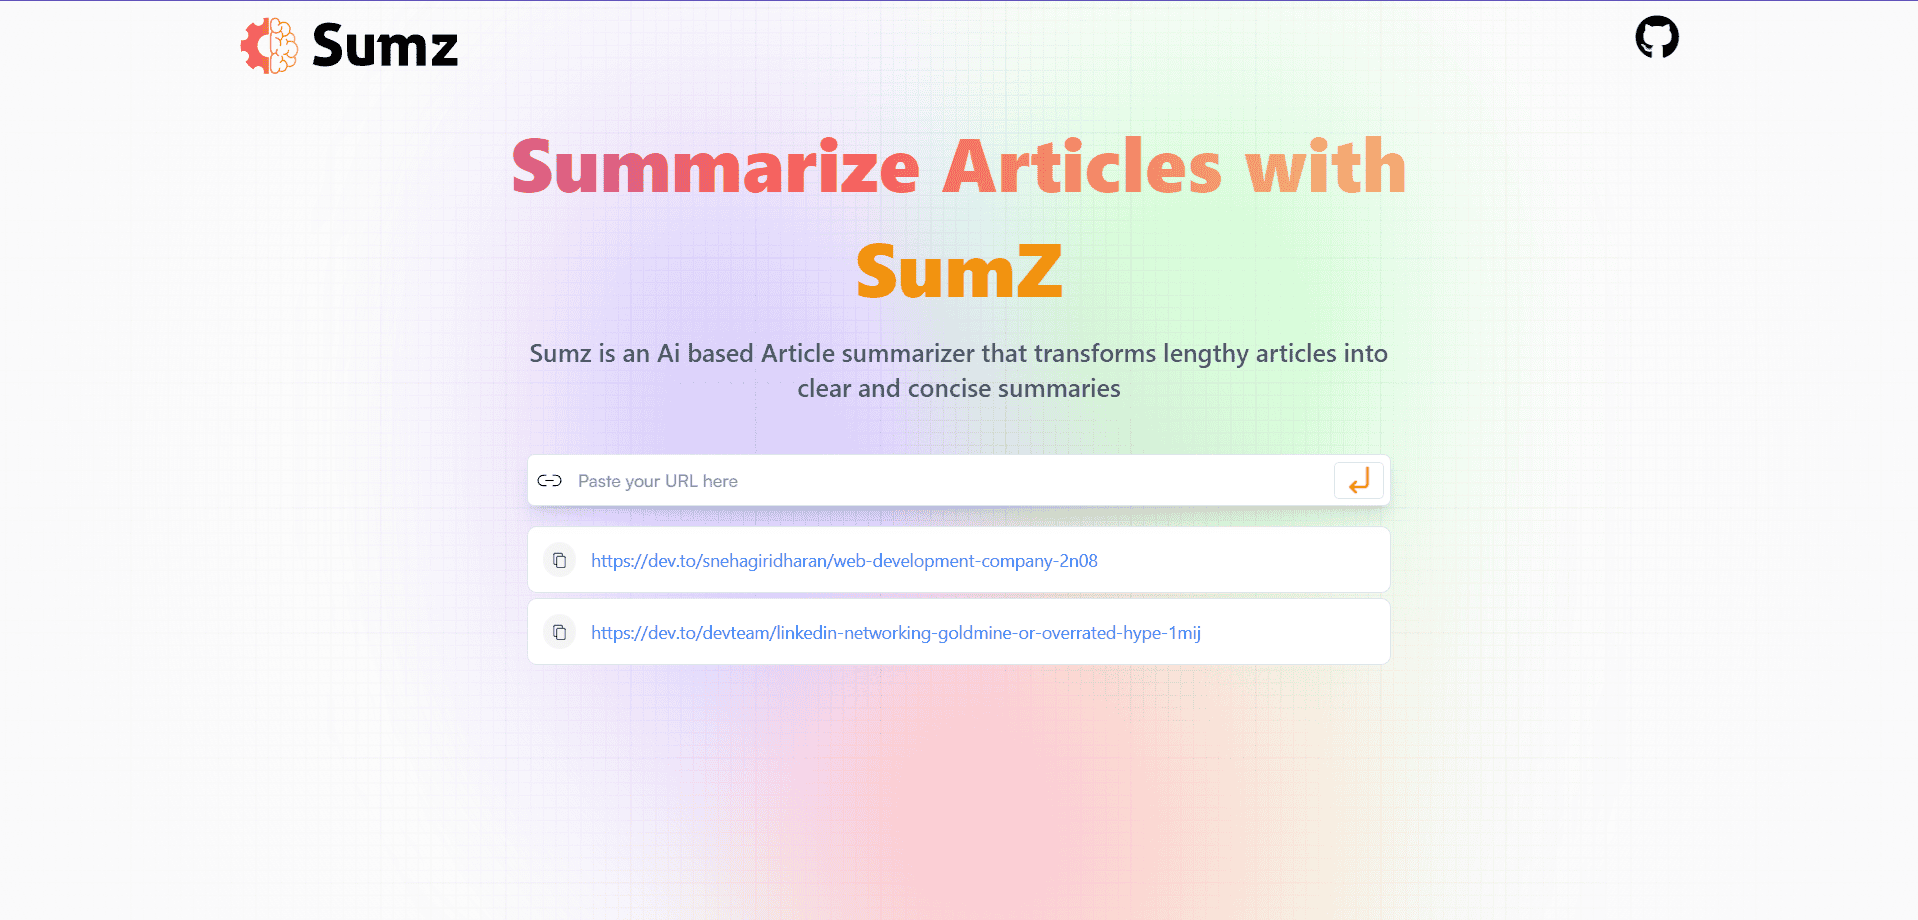 Sumz
Summarize Articles with
SumZ
Sumz is an Ai based Article summarizer that transforms lengthy articles into
clear and concise summaries
Paste your URL here
https://dev.to/snehagiridharan/web-development-company-2n08
https://dev.to/devteam/linkedin-networking-goldmine-or-overrated-hype-1mij